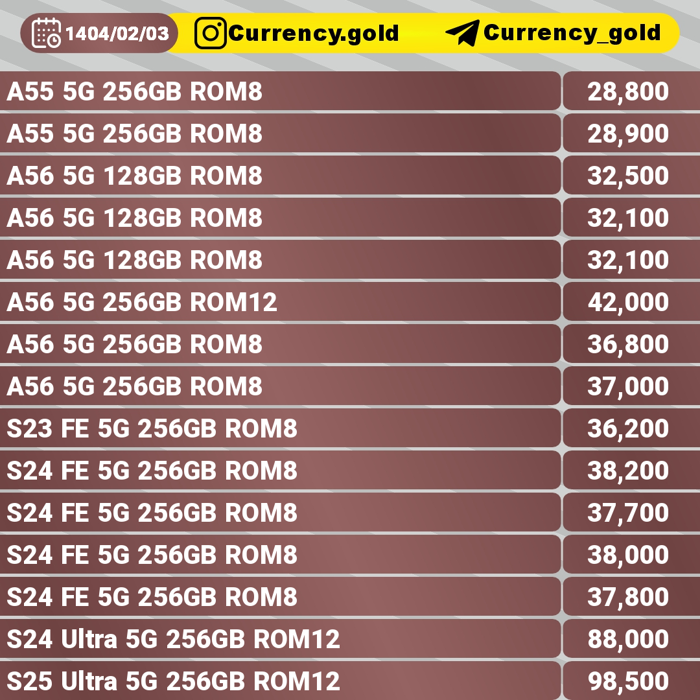 1404/02/03 Currency.gold Currency_gold
A55 5G 256GB ROM8 28,800
A55 5G 256GB ROM8 28,900
A56 5G 128GB ROM8 32,500
A56 5G 128GB ROM8 32,100
A56 5G 128GB ROM8 32,100
A56 5G 256GB ROM12 42,000
A56 5G 256GB ROM8 36,800
A56 5G 256GB ROM8 37,000
S23 FE 5G 256GB ROM8 36,200
S24 FE 5G 256GB ROM8 38,200
S24 FE 5G 256GB ROM8 37,700
S24 FE 5G 256GB ROM8 38,000
S24 FE 5G 256GB ROM8 37,800
S24 Ultra 5G 256GB ROM12 88,000
S25 Ultra 5G 256GB ROM12 98,500